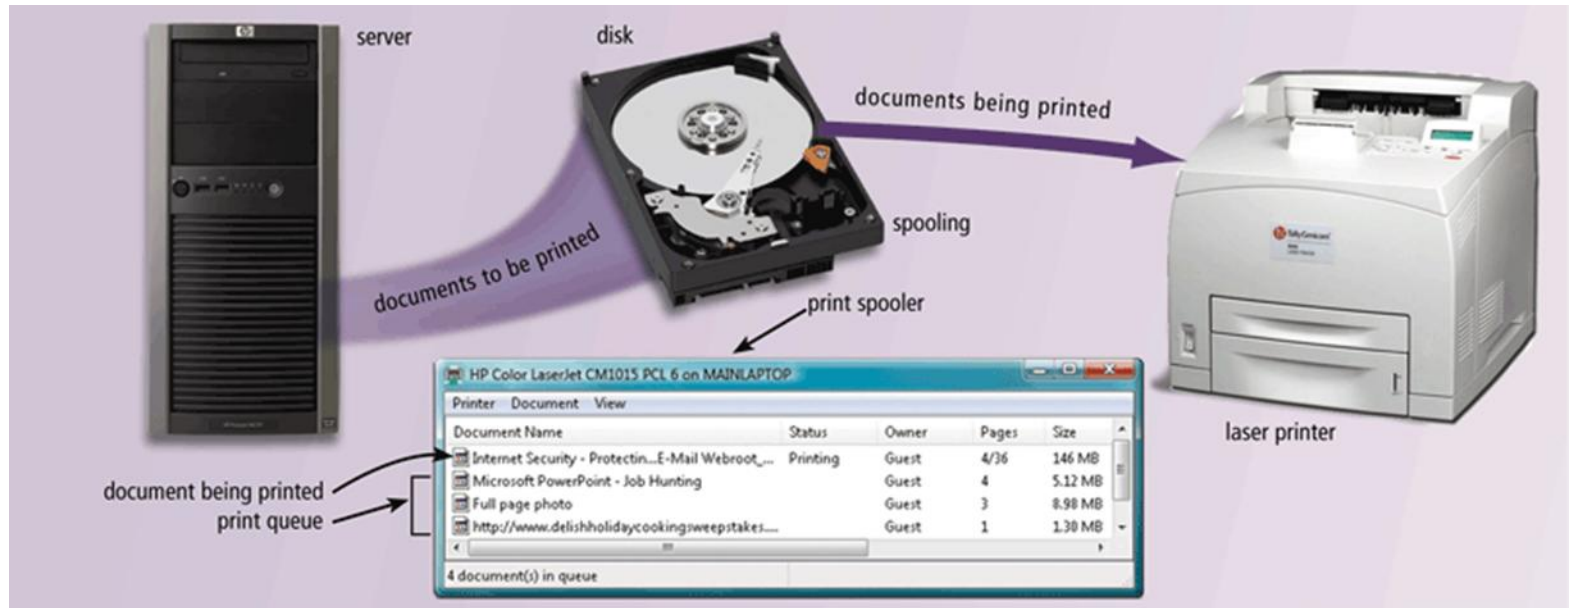 server
disk
documents being printed
spooling
documents to be printed
print spooler
HP Color LaserJet CM1015 PCL 6 on MAINLAPTOP
Printer Document View
Document Name Status Owner Pages Size
Internet Security - Protectin...E-Mail Webroot_... Printing Guest 4/36 146 MB
Microsoft PowerPoint - Job Hunting Guest 4 5.12 MB
Full page photo Guest 3 8.98 MB
http://www.delishholidaycookingsweepstakes.... Guest 1 1.30 MB
4 document(s) in queue
document being printed
print queue
TallyGenicom
laser printer